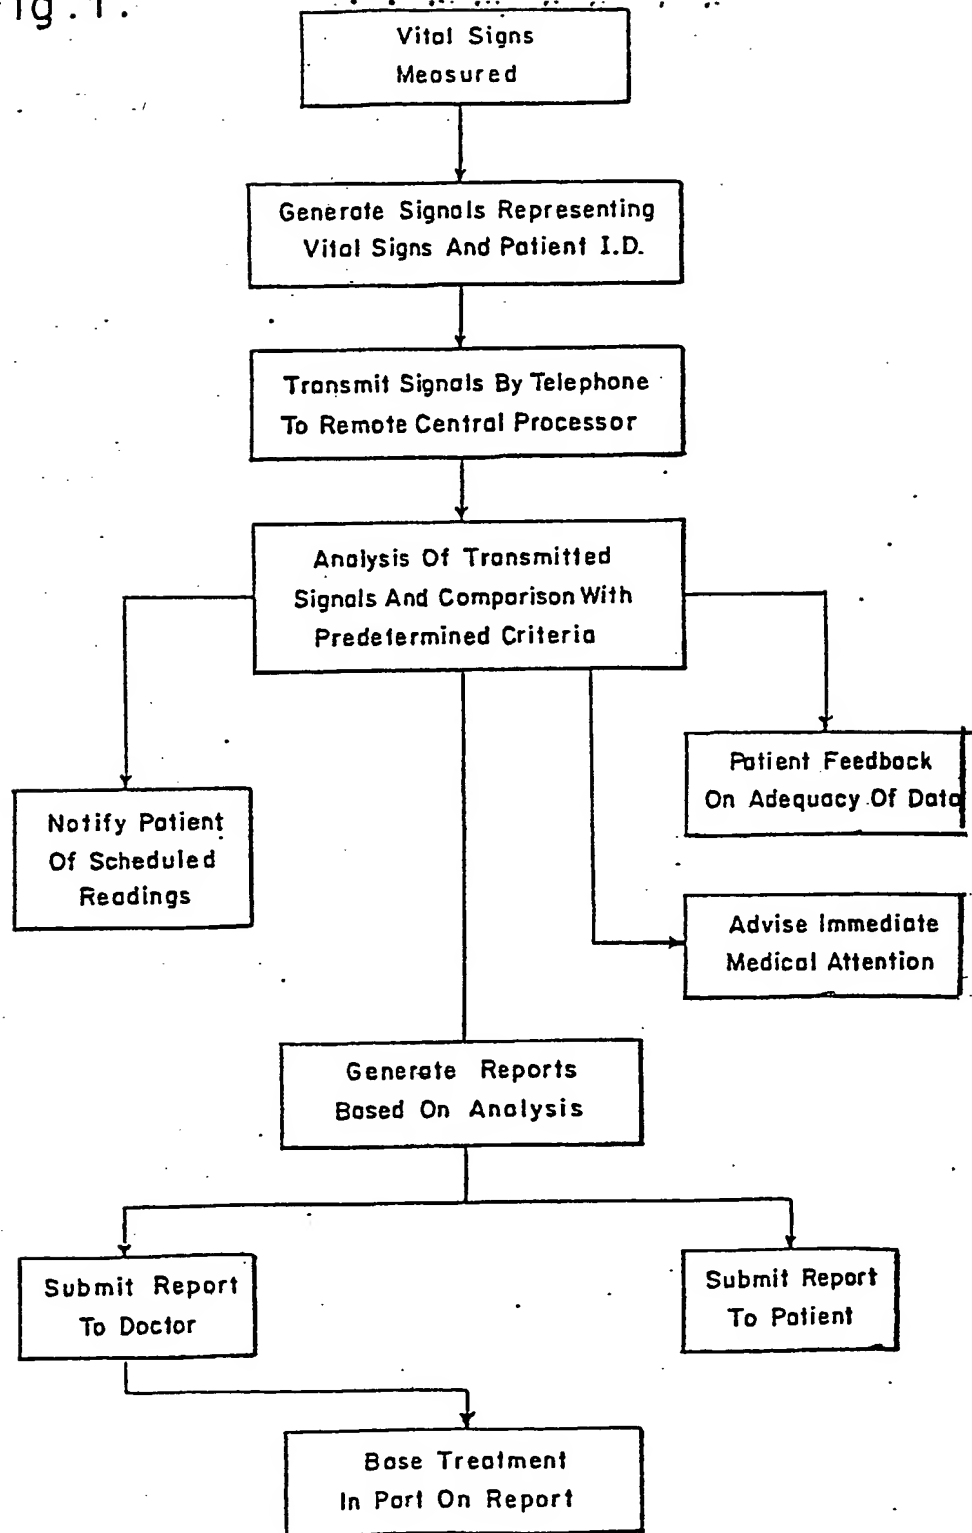 ig.1.
Vital Signs
Measured
Generate Signals Representing
Vital Signs And Patient I.D.
Transmit Signals By Telephone
To Remote Central Processor
Analysis Of Transmitted
Signals And Comparison With
Predetermined Criteria
Patient Feedback
On Adequacy Of Data
Notify Patient
Of Scheduled
Readings
Advise Immediate
Medical Attention
Generate Reports
Based On Analysis
Submit Report
To Doctor
Submit Report
To Patient
Base Treatment
In Part On Report